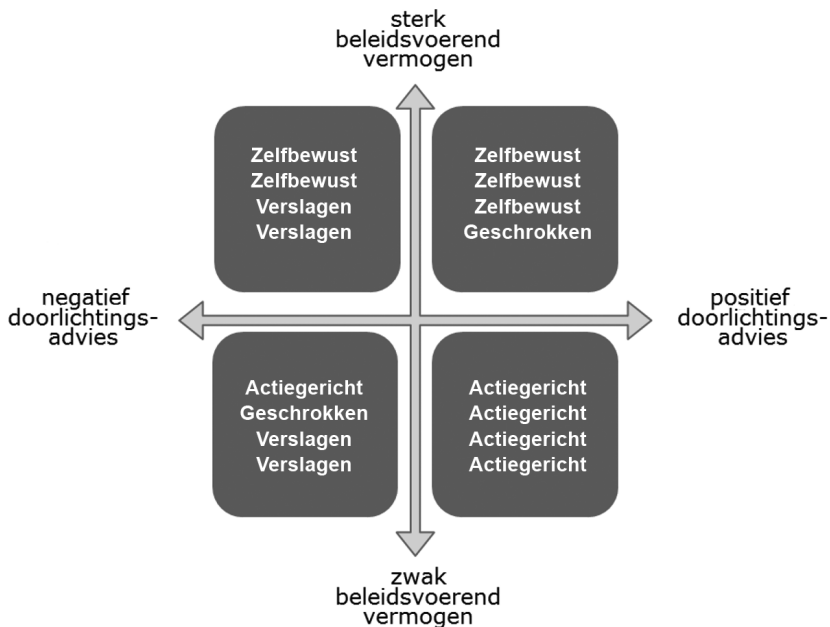 sterk
beleidsvoerend
vermogen
Zelfbewust
Zelfbewust
Verslagen
Verslagen
Zelfbewust
Zelfbewust
Zelfbewust
Geschrokken
negatief
doorlichtings-
advies
positief
doorlichtings-
advies
Actiegericht
Geschrokken
Verslagen
Verslagen
Actiegericht
Actiegericht
Actiegericht
Actiegericht
zwak
beleidsvoerend
vermogen